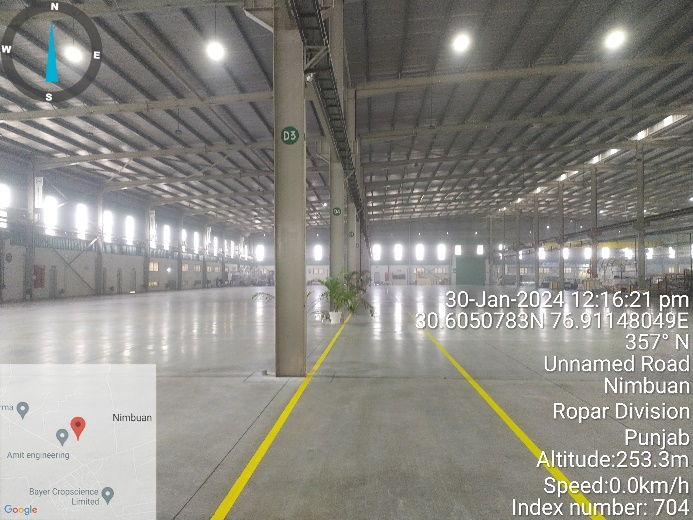 N
W
E
S
D3
30-Jan-2024 12:16:21 pm
30.6050783N 76.91148049E
357° N
Unnamed Road
Nimbuan
Ropar Division
Punjab
Altitude:253.3m
Speed:0.0km/h
Index number: 704
rma
Nimbuan
Amit engineering
Bayer Cropscience
Limited
Google